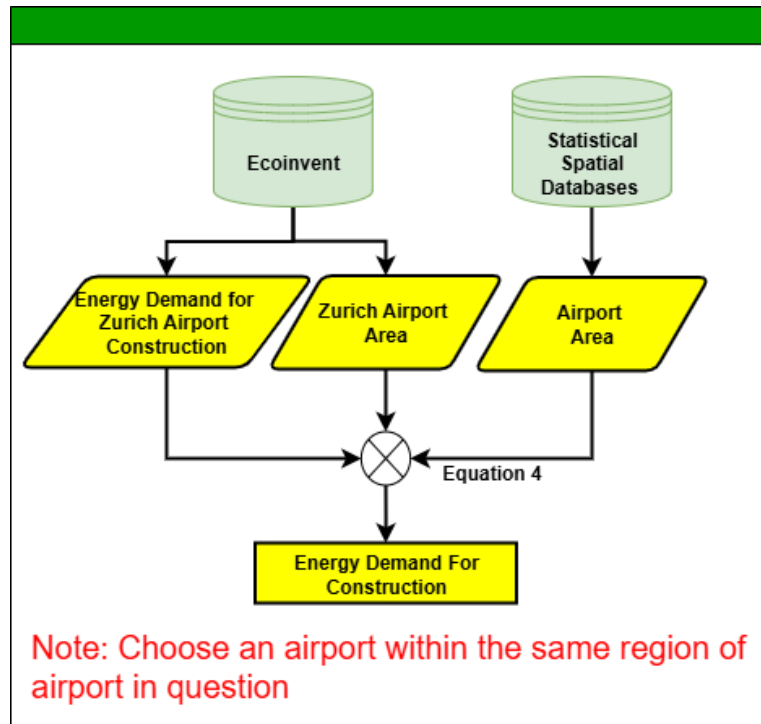 Ecoinvent
Statistical
Spatial
Databases
Energy Demand for
Zurich Airport
Construction
Zurich Airport
Area
Airport
Area
Equation 4
Energy Demand For
Construction
Note: Choose an airport within the same region of
airport in question